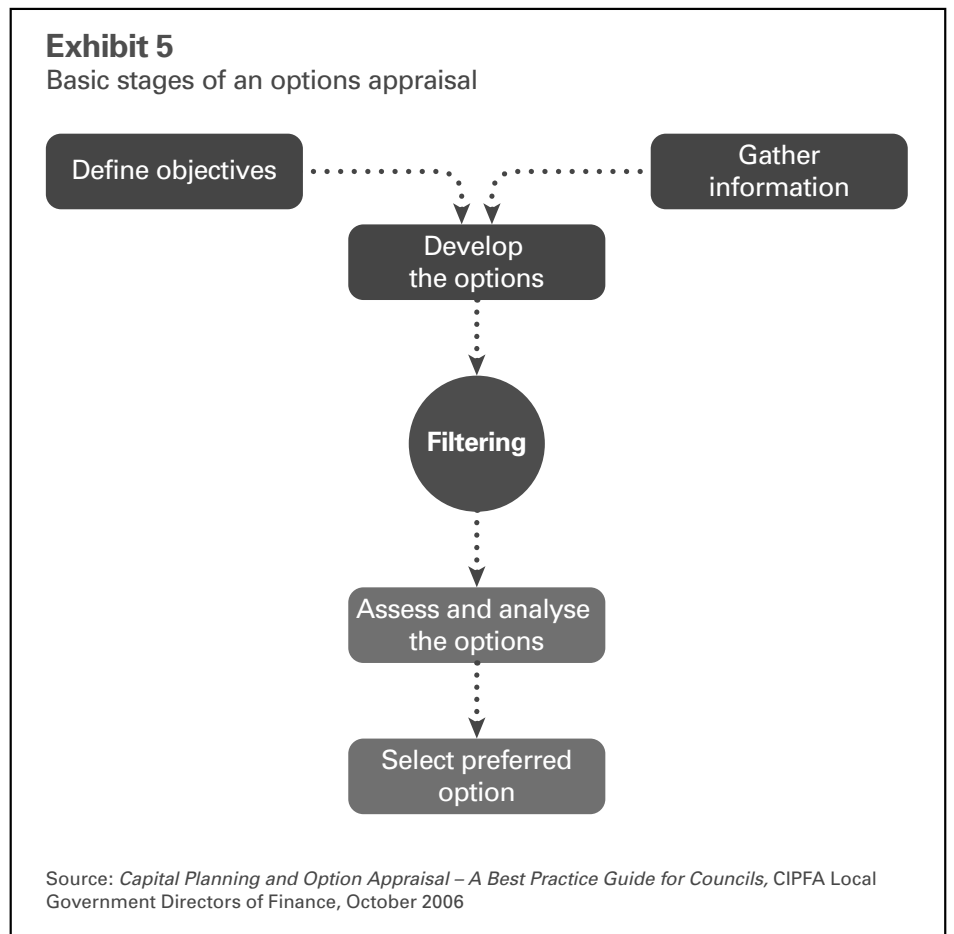 Exhibit 5
Basic stages of an options appraisal
Define objectives
Gather
information
Develop
the options
Filtering
Assess and analyse
the options
Select preferred
option
Source: Capital Planning and Option Appraisal – A Best Practice Guide for Councils, CIPFA Local
Government Directors of Finance, October 2006